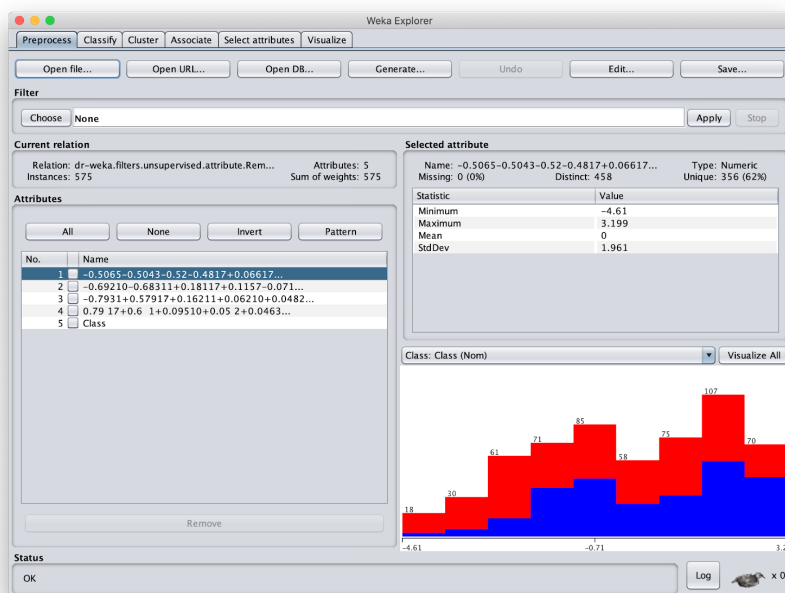 Weka Explorer
Preprocess Classify Cluster Associate Select attributes Visualize
Open file... Open URL... Open DB... Generate... Undo Edit... Save...
Filter
Choose None Apply Stop
Current relation
Relation: dr-weka.filters.unsupervised.attribute.Rem... Attributes: 5
Instances: 575 Sum of weights: 575
Attributes
All None Invert Pattern
No. Name
1 -0.5065-0.5043-0.52-0.4817+0.06617...
2 -0.69210-0.68311+0.18117+0.1157-0.071...
3 -0.7931+0.57917+0.16211+0.06210+0.0482...
4 0.79 17+0.6 1+0.09510+0.05 2+0.0463...
5 Class
Remove
Selected attribute
Name: -0.5065-0.5043-0.52-0.4817+0.06617... Type: Numeric
Missing: 0 (0%) Distinct: 458 Unique: 356 (62%)
Statistic Value
Minimum -4.61
Maximum 3.199
Mean 0
StdDev 1.961
Class: Class (Nom) Visualize All
18 30 61 71 85 58 75 107 70
-4.61 -0.71 3.2
Status
OK
Log x 0